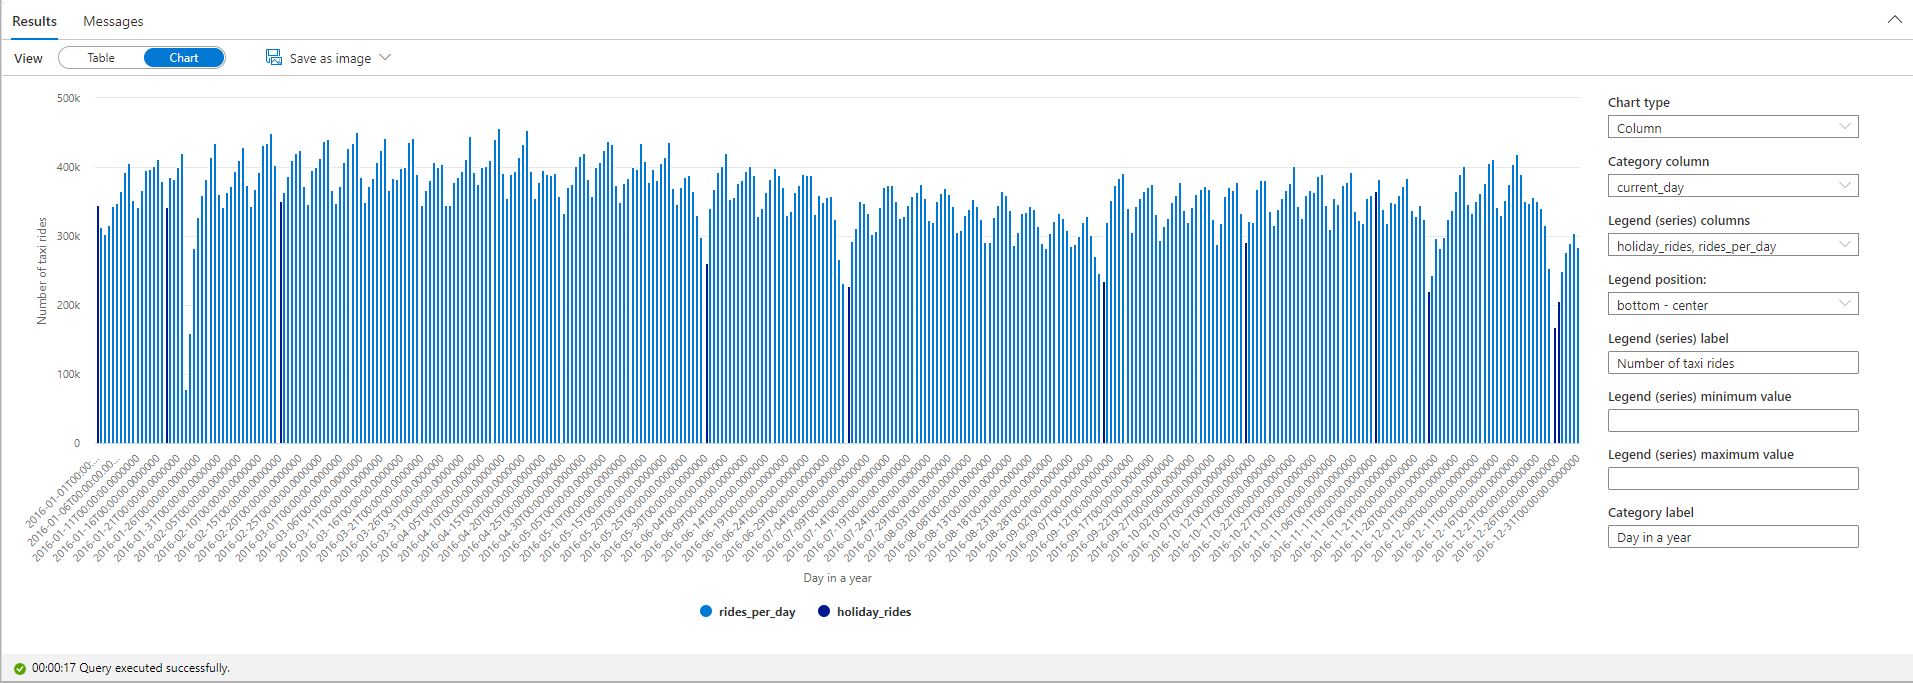 Results Messages
View Table Chart Save as image
500k
400k
300k
200k
100k
0
Number of taxi rides
2016-01-01T00:00:...
2016-01-06T00:00:00...
2016-01-11T00:00:00.0000000
2016-01-16T00:00:00.0000000
2016-01-21T00:00:00.0000000
2016-01-26T00:00:00.0000000
2016-01-31T00:00:00.0000000
2016-02-05T00:00:00.0000000
2016-02-10T00:00:00.0000000
2016-02-15T00:00:00.0000000
2016-02-20T00:00:00.0000000
2016-02-25T00:00:00.0000000
2016-03-01T00:00:00.0000000
2016-03-06T00:00:00.0000000
2016-03-11T00:00:00.0000000
2016-03-16T00:00:00.0000000
2016-03-21T00:00:00.0000000
2016-03-26T00:00:00.0000000
2016-03-31T00:00:00.0000000
2016-04-05T00:00:00.0000000
2016-04-10T00:00:00.0000000
2016-04-15T00:00:00.0000000
2016-04-20T00:00:00.0000000
2016-04-25T00:00:00.0000000
2016-04-30T00:00:00.0000000
2016-05-05T00:00:00.0000000
2016-05-10T00:00:00.0000000
2016-05-15T00:00:00.0000000
2016-05-20T00:00:00.0000000
2016-05-25T00:00:00.0000000
2016-05-30T00:00:00.0000000
2016-06-04T00:00:00.0000000
2016-06-09T00:00:00.0000000
2016-06-14T00:00:00.0000000
2016-06-19T00:00:00.0000000
2016-06-24T00:00:00.0000000
2016-06-29T00:00:00.0000000
2016-07-04T00:00:00.0000000
2016-07-09T00:00:00.0000000
2016-07-14T00:00:00.0000000
2016-07-19T00:00:00.0000000
2016-07-24T00:00:00.0000000
2016-07-29T00:00:00.0000000
2016-08-03T00:00:00.0000000
2016-08-08T00:00:00.0000000
2016-08-13T00:00:00.0000000
2016-08-18T00:00:00.0000000
2016-08-23T00:00:00.0000000
2016-08-28T00:00:00.0000000
2016-09-02T00:00:00.0000000
2016-09-07T00:00:00.0000000
2016-09-12T00:00:00.0000000
2016-09-17T00:00:00.0000000
2016-09-22T00:00:00.0000000
2016-09-27T00:00:00.0000000
2016-10-02T00:00:00.0000000
2016-10-07T00:00:00.0000000
2016-10-12T00:00:00.0000000
2016-10-17T00:00:00.0000000
2016-10-22T00:00:00.0000000
2016-10-27T00:00:00.0000000
2016-11-01T00:00:00.0000000
2016-11-06T00:00:00.0000000
2016-11-11T00:00:00.0000000
2016-11-16T00:00:00.0000000
2016-11-21T00:00:00.0000000
2016-11-26T00:00:00.0000000
2016-12-01T00:00:00.0000000
2016-12-06T00:00:00.0000000
2016-12-11T00:00:00.0000000
2016-12-16T00:00:00.0000000
2016-12-21T00:00:00.0000000
2016-12-26T00:00:00.0000000
2016-12-31T00:00:00.0000000
Day in a year
rides_per_day holiday_rides
Chart type
Column
Category column
current_day
Legend (series) columns
holiday_rides, rides_per_day
Legend position:
bottom - center
Legend (series) label
Number of taxi rides
Legend (series) minimum value
Legend (series) maximum value
Category label
Day in a year
00:00:17 Query executed successfully.